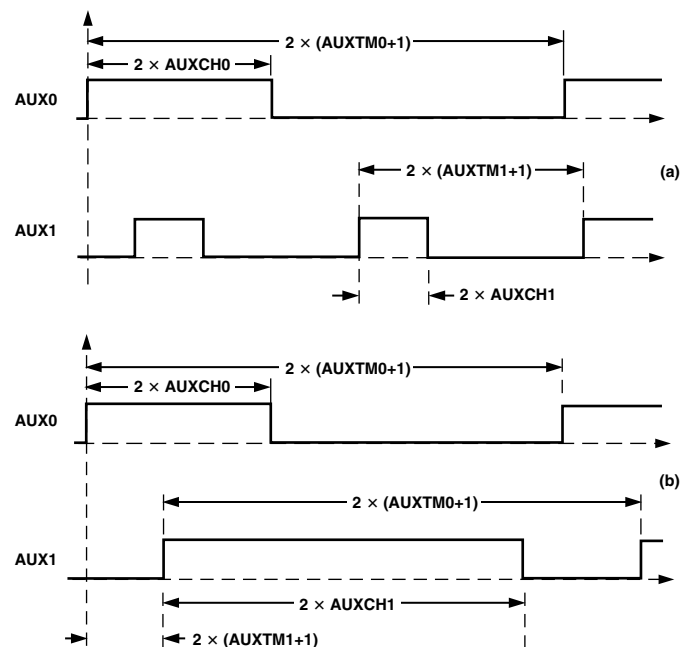 2 × (AUXTM0+1)
2 × AUXCH0
AUX0
2 × (AUXTM1+1)
(a)
AUX1
2 × AUXCH1
2 × (AUXTM0+1)
2 × AUXCH0
AUX0
(b)
2 × (AUXTM0+1)
AUX1
2 × AUXCH1
2 × (AUXTM1+1)